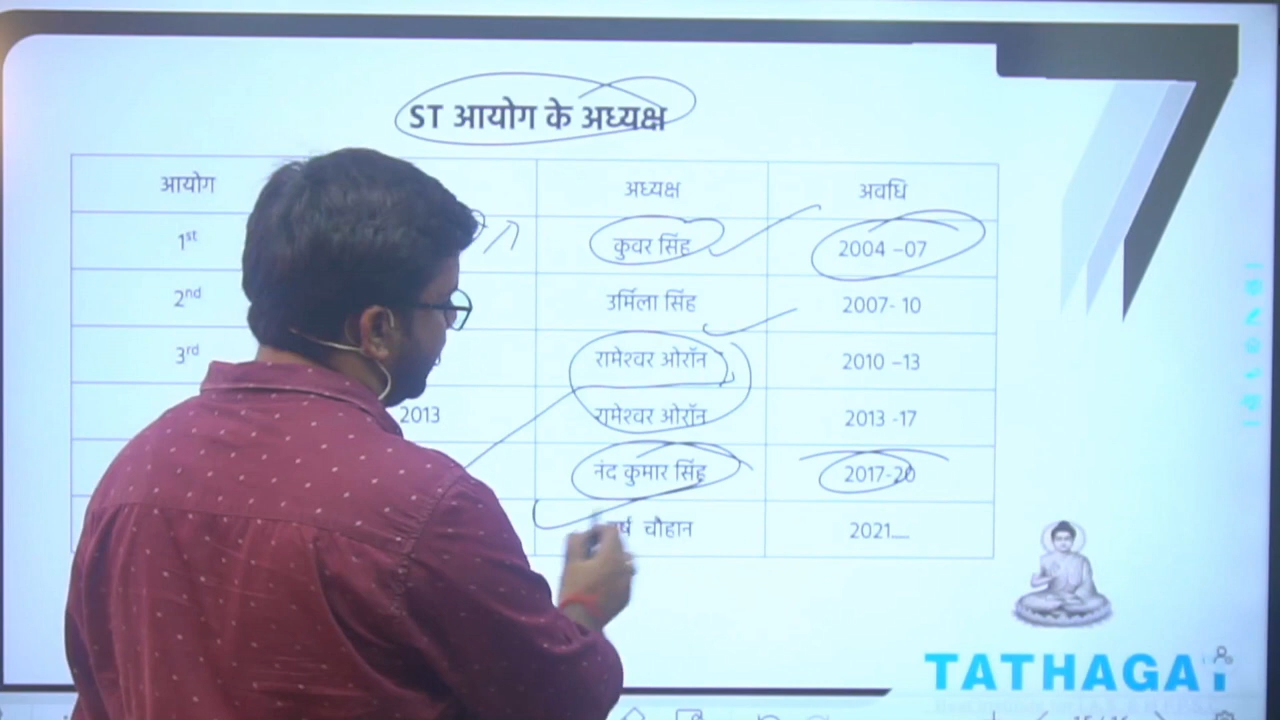 ST आयोग के अध्यक्ष
आयोग अध्यक्ष अवधि
1st कुवर सिंह 2004 –07
2nd उर्मिला सिंह 2007- 10
3rd रामेश्वर ओरॉन 2010 –13
2013 रामेश्वर ओरॉन 2013 -17
नंद कुमार सिंह 2017-20
चौहान 2021....
TATHAGAT